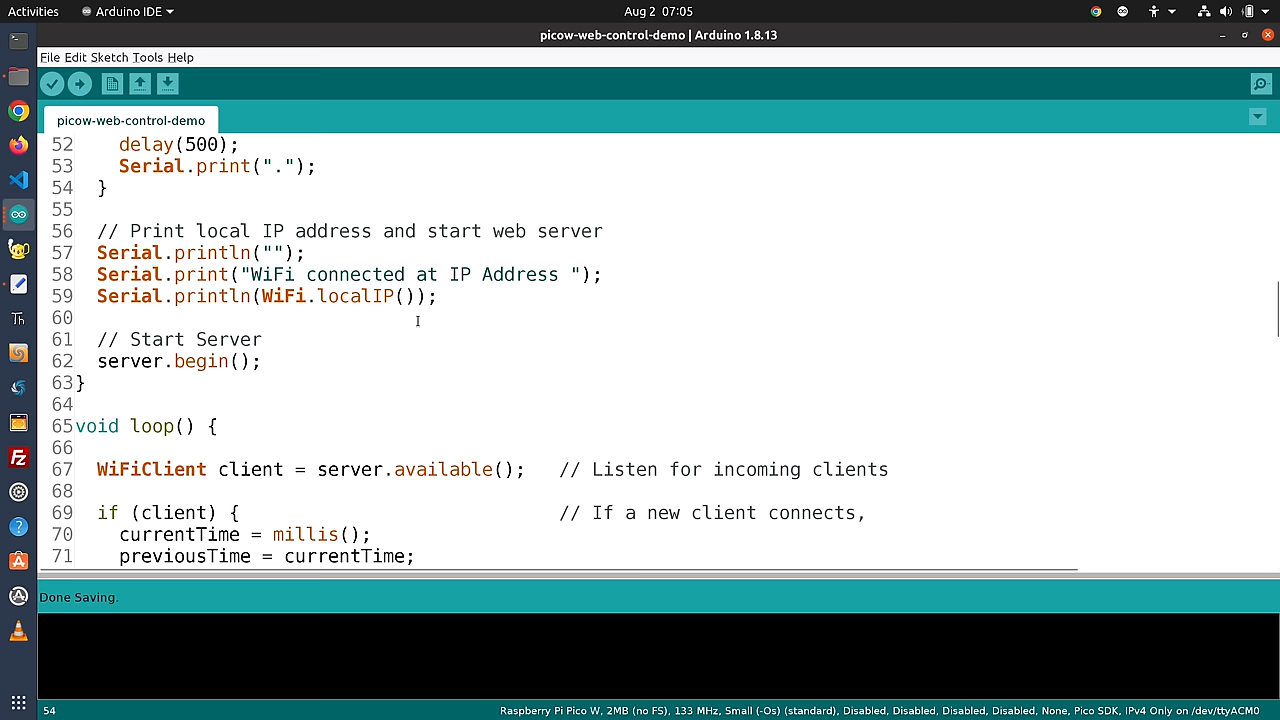 Activities Arduino IDE Aug 2 07:05
picow-web-control-demo | Arduino 1.8.13
File Edit Sketch Tools Help
picow-web-control-demo
52 delay(500);
53 Serial.print(".");
54 }
55
56 // Print local IP address and start web server
57 Serial.println("");
58 Serial.print("WiFi connected at IP Address ");
59 Serial.println(WiFi.localIP());
60
61 // Start Server
62 server.begin();
63 }
64
65 void loop() {
66
67 WiFiClient client = server.available(); // Listen for incoming clients
68
69 if (client) { // If a new client connects,
70 currentTime = millis();
71 previousTime = currentTime;
Done Saving.
54 Raspberry Pi Pico W, 2MB (no FS), 133 MHz, Small (-Os) (standard), Disabled, Disabled, Disabled, Disabled, None, Pico SDK, IPv4 Only on /dev/ttyACM0